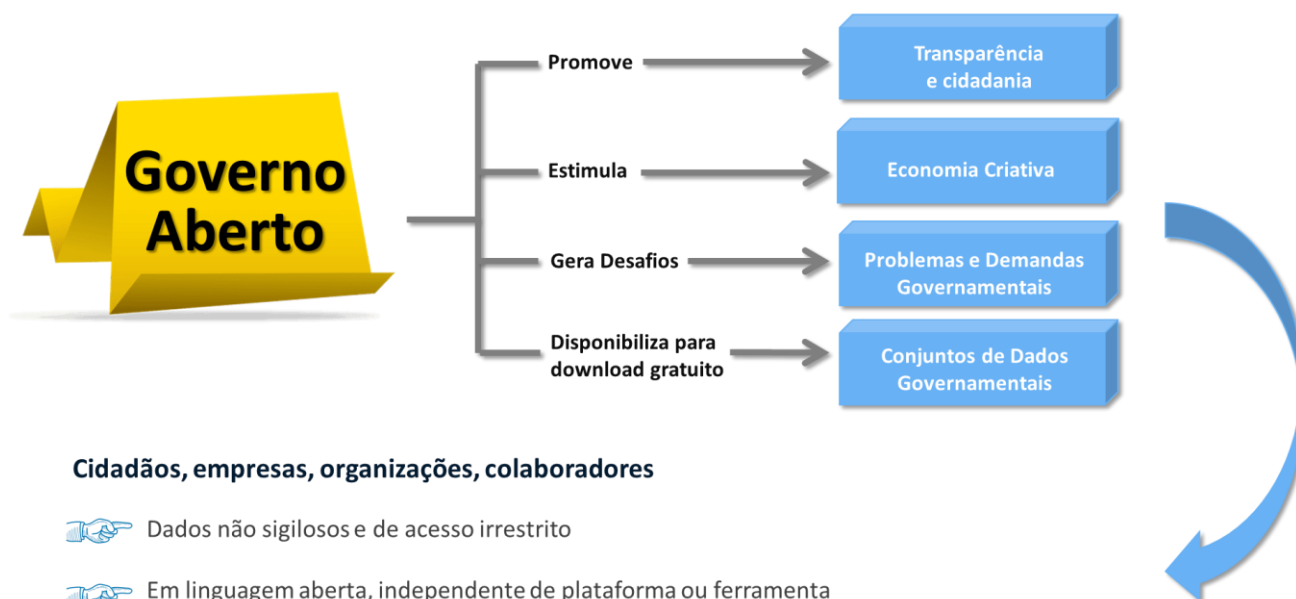 Governo
Aberto
Promove
Transparência
e cidadania
Estimula
Economia Criativa
Gera Desafios
Problemas e Demandas
Governamentais
Disponibiliza para
download gratuito
Conjuntos de Dados
Governamentais
Cidadãos, empresas, organizações, colaboradores
Dados não sigilosos e de acesso irrestrito
Em linguagem aberta, independente de plataforma ou ferramenta